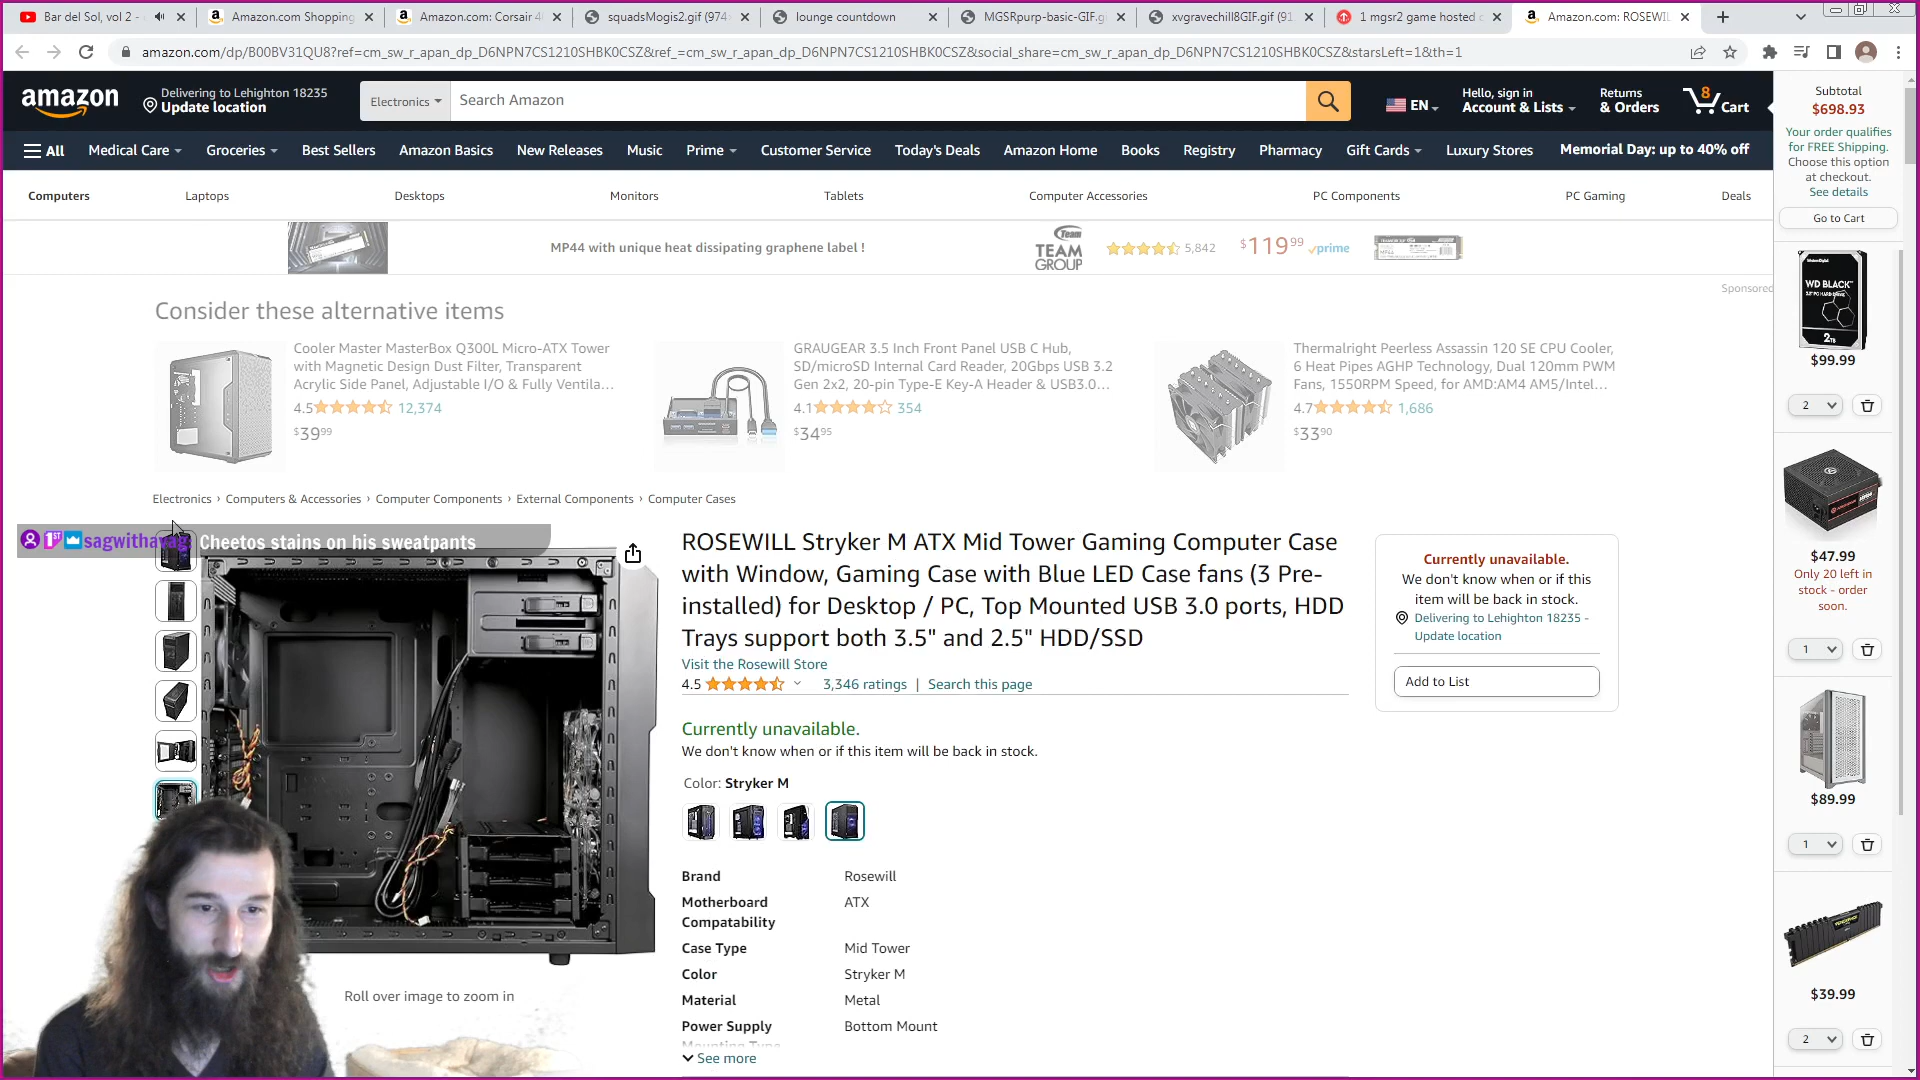 Bar del Sol, vol 2 -
Amazon.com Shopping
Amazon.com: Corsair 4
squadsMogis2.gif (974×
lounge countdown
MGSRpurp-basic-GIF.g
xvgravechill8GIF.gif (91
1 mgsr2 game hosted
Amazon.com: ROSEWIL
amazon.com/dp/B00BV31QU8?ref=cm_sw_r_apan_dp_D6NPN7CS1210SHBK0CSZ&ref_=cm_sw_r_apan_dp_D6NPN7CS1210SHBK0CSZ&social_share=cm_sw_r_apan_dp_D6NPN7CS1210SHBK0CSZ&starsLeft=1&th=1
amazon
Delivering to Lehighton 18235
Update location
Electronics
Search Amazon
EN
Hello, sign in
Account & Lists
Returns
& Orders
8
Cart
All
Medical Care
Groceries
Best Sellers
Amazon Basics
New Releases
Music
Prime
Customer Service
Today's Deals
Amazon Home
Books
Registry
Pharmacy
Gift Cards
Luxury Stores
Memorial Day: up to 40% off
Computers
Laptops
Desktops
Monitors
Tablets
Computer Accessories
PC Components
PC Gaming
Deals
MP44 with unique heat dissipating graphene label !
Team
TEAM
GROUP
5,842
$119 99 prime
Sponsored
Consider these alternative items
Cooler Master MasterBox Q300L Micro-ATX Tower
with Magnetic Design Dust Filter, Transparent
Acrylic Side Panel, Adjustable I/O & Fully Ventila...
4.5 12,374
$39 99
GRAUGEAR 3.5 Inch Front Panel USB C Hub,
SD/microSD Internal Card Reader, 20Gbps USB 3.2
Gen 2x2, 20-pin Type-E Key-A Header & USB3.0...
4.1 354
$34 95
Thermalright Peerless Assassin 120 SE CPU Cooler,
6 Heat Pipes AGHP Technology, Dual 120mm PWM
Fans, 1550RPM Speed, for AMD:AM4 AM5/Intel...
4.7 1,686
$33 90
Electronics › Computers & Accessories › Computer Components › External Components › Computer Cases
1ST sagwithavag Cheetos stains on his sweatpants
Roll over image to zoom in
ROSEWILL Stryker M ATX Mid Tower Gaming Computer Case
with Window, Gaming Case with Blue LED Case fans (3 Pre-
installed) for Desktop / PC, Top Mounted USB 3.0 ports, HDD
Trays support both 3.5" and 2.5" HDD/SSD
Visit the Rosewill Store
4.5 3,346 ratings | Search this page
Currently unavailable.
We don't know when or if this item will be back in stock.
Color: Stryker M
Brand Rosewill
Motherboard ATX
Compatability
Case Type Mid Tower
Color Stryker M
Material Metal
Power Supply Bottom Mount
Mounting Type
See more
Currently unavailable.
We don't know when or if this
item will be back in stock.
Delivering to Lehighton 18235 -
Update location
Add to List
Subtotal
$698.93
Your order qualifies
for FREE Shipping.
Choose this option
at checkout.
See details
Go to Cart
WD BLACK
2TB
$99.99
2
$47.99
Only 20 left in
stock - order
soon.
1
$89.99
1
VENGEANCE
$39.99
2